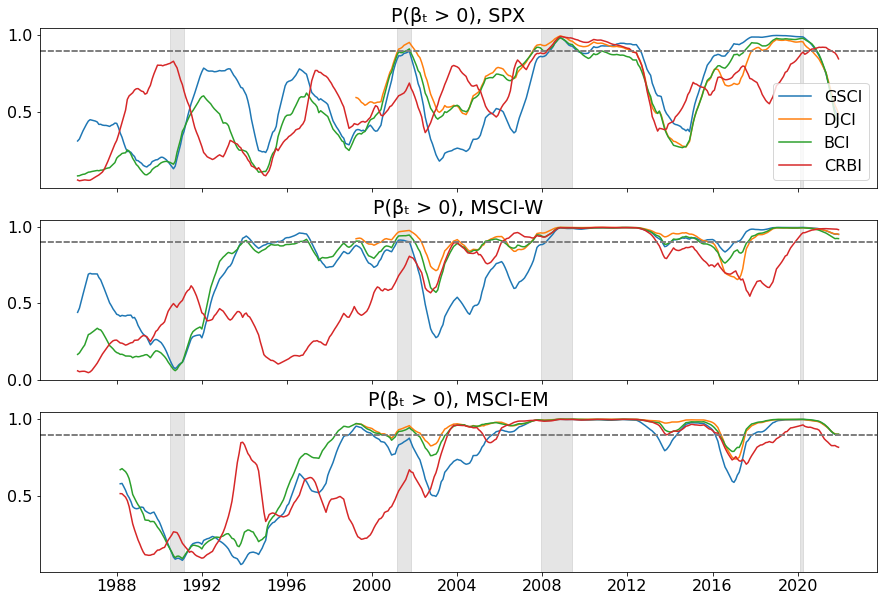 P(βₜ > 0), SPX
1.0
0.5
GSCI
DJCI
BCI
CRBI
P(βₜ > 0), MSCI-W
1.0
0.5
0.0
P(βₜ > 0), MSCI-EM
1.0
0.5
1988 1992 1996 2000 2004 2008 2012 2016 2020